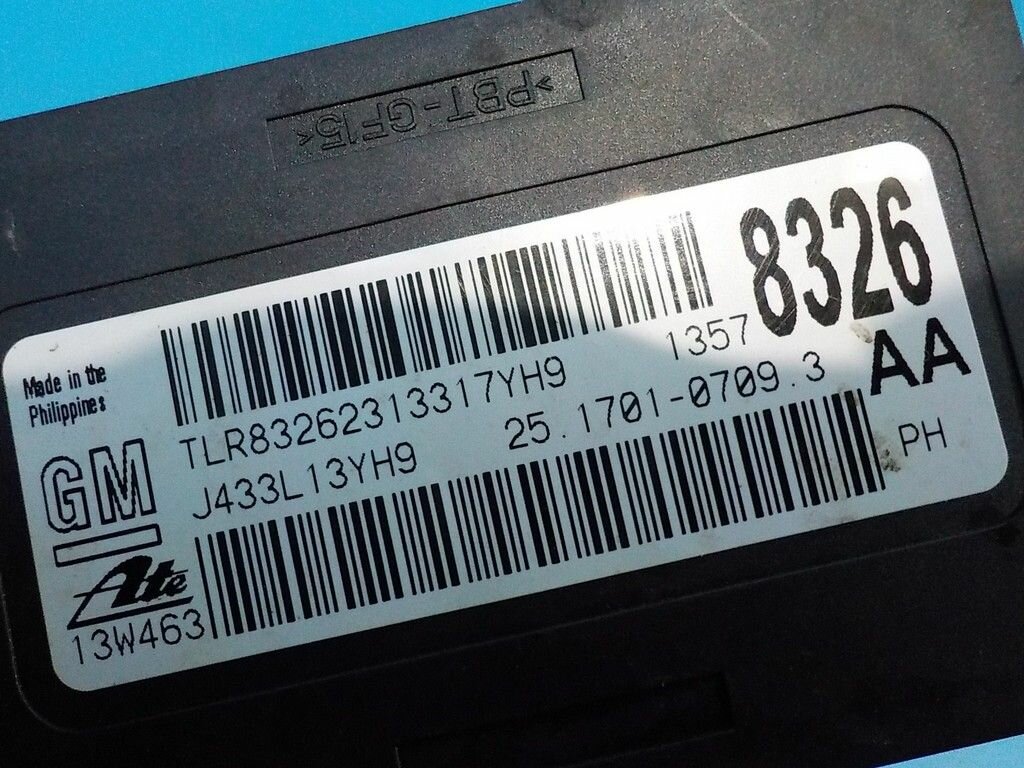 >PBT-GF15<
8326
AA
1357
Made in the
Philippines
TLR83262313317YH9
25.1701-0709.3
J433L13YH9
PH
GM
Ate
13W463